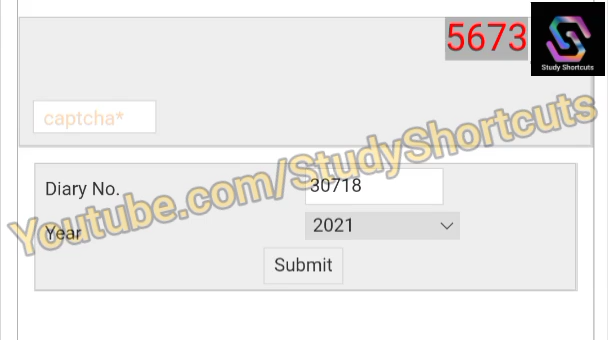 5673
Study Shortcuts
captcha*
Youtube.com/StudyShortcuts
Diary No. 30718
Year 2021
Submit